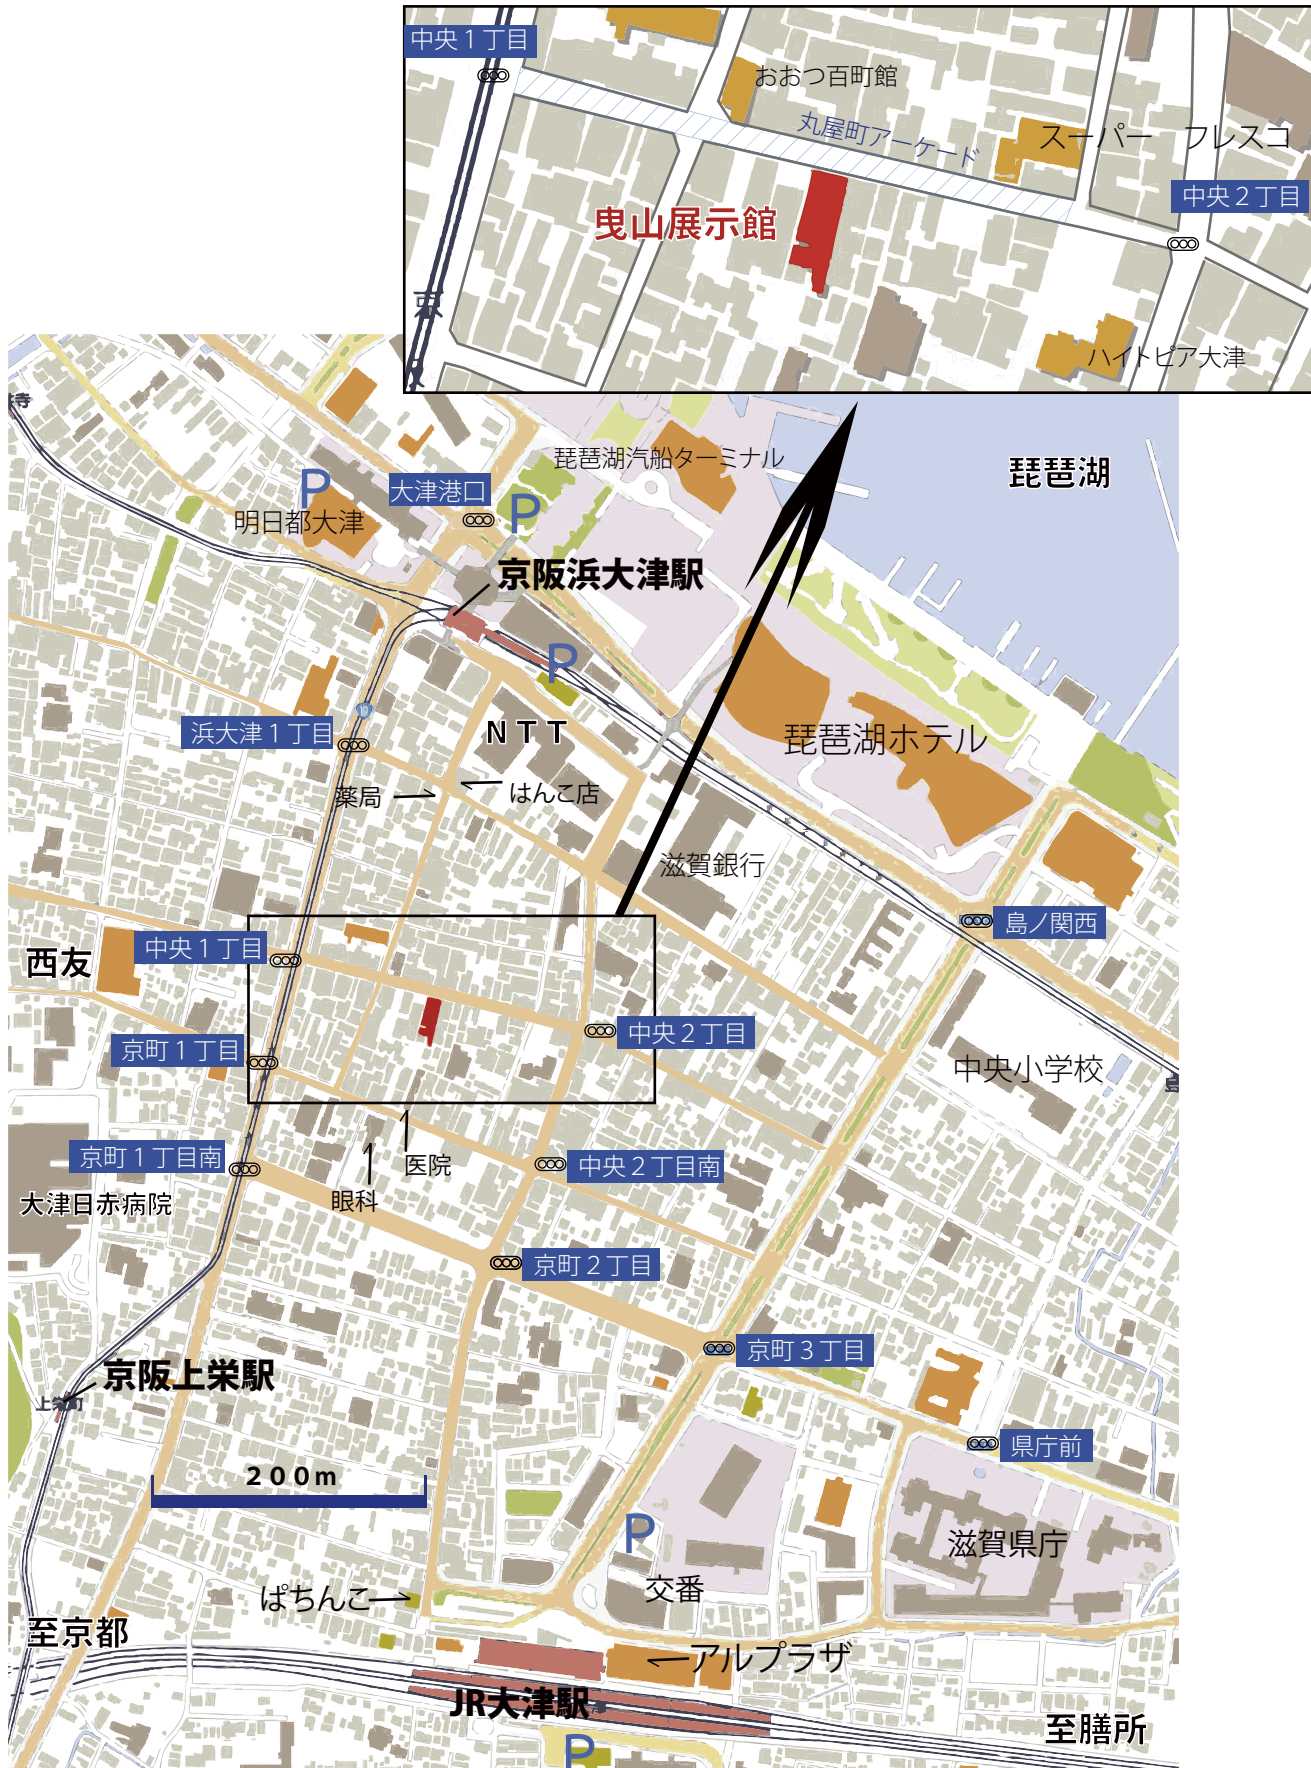 中央１丁目
おおつ百町館
丸屋町アーケード
スーパー　フレスコ
中央２丁目
曳山展示館
京
ハイトピア大津
寺
琵琶湖汽船ターミナル
琵琶湖
P
大津港口
P
明日都大津
京阪浜大津駅
P
浜大津１丁目
ＮＴＴ
琵琶湖ホテル
薬局
はんこ店
滋賀銀行
島ノ関西
中央１丁目
西友
中央２丁目
京町１丁目
中央小学校
島
京町１丁目南
医院
中央２丁目南
大津日赤病院
眼科
京町２丁目
京町３丁目
京阪上栄駅
上栄町
県庁前
２００ｍ
P
滋賀県庁
ぱちんこ
交番
至京都
アルプラザ
JR大津駅
至膳所
P